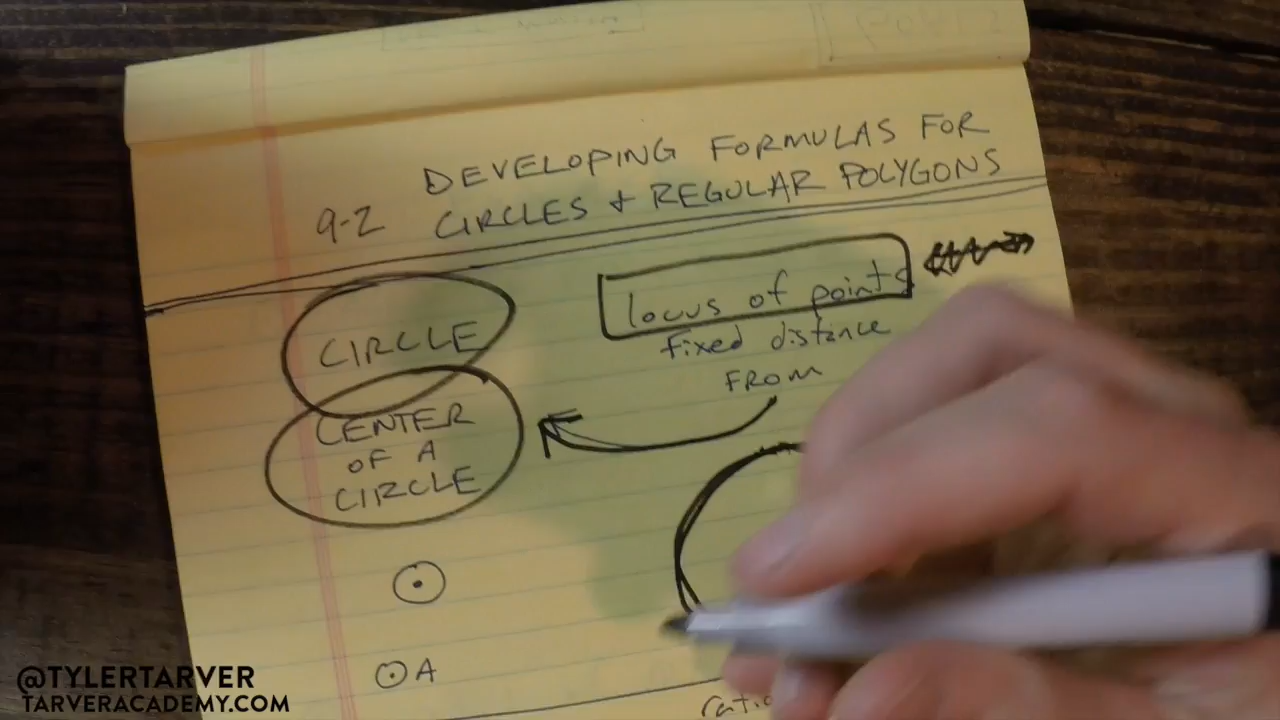 DEVELOPING FORMULAS FOR
9-2 CIRCLES + REGULAR POLYGONS
CIRCLE
locus of points
fixed distance
FROM
CENTER
OF A
CIRCLE
A
@TYLERTARVER
TARVERACADEMY.COM